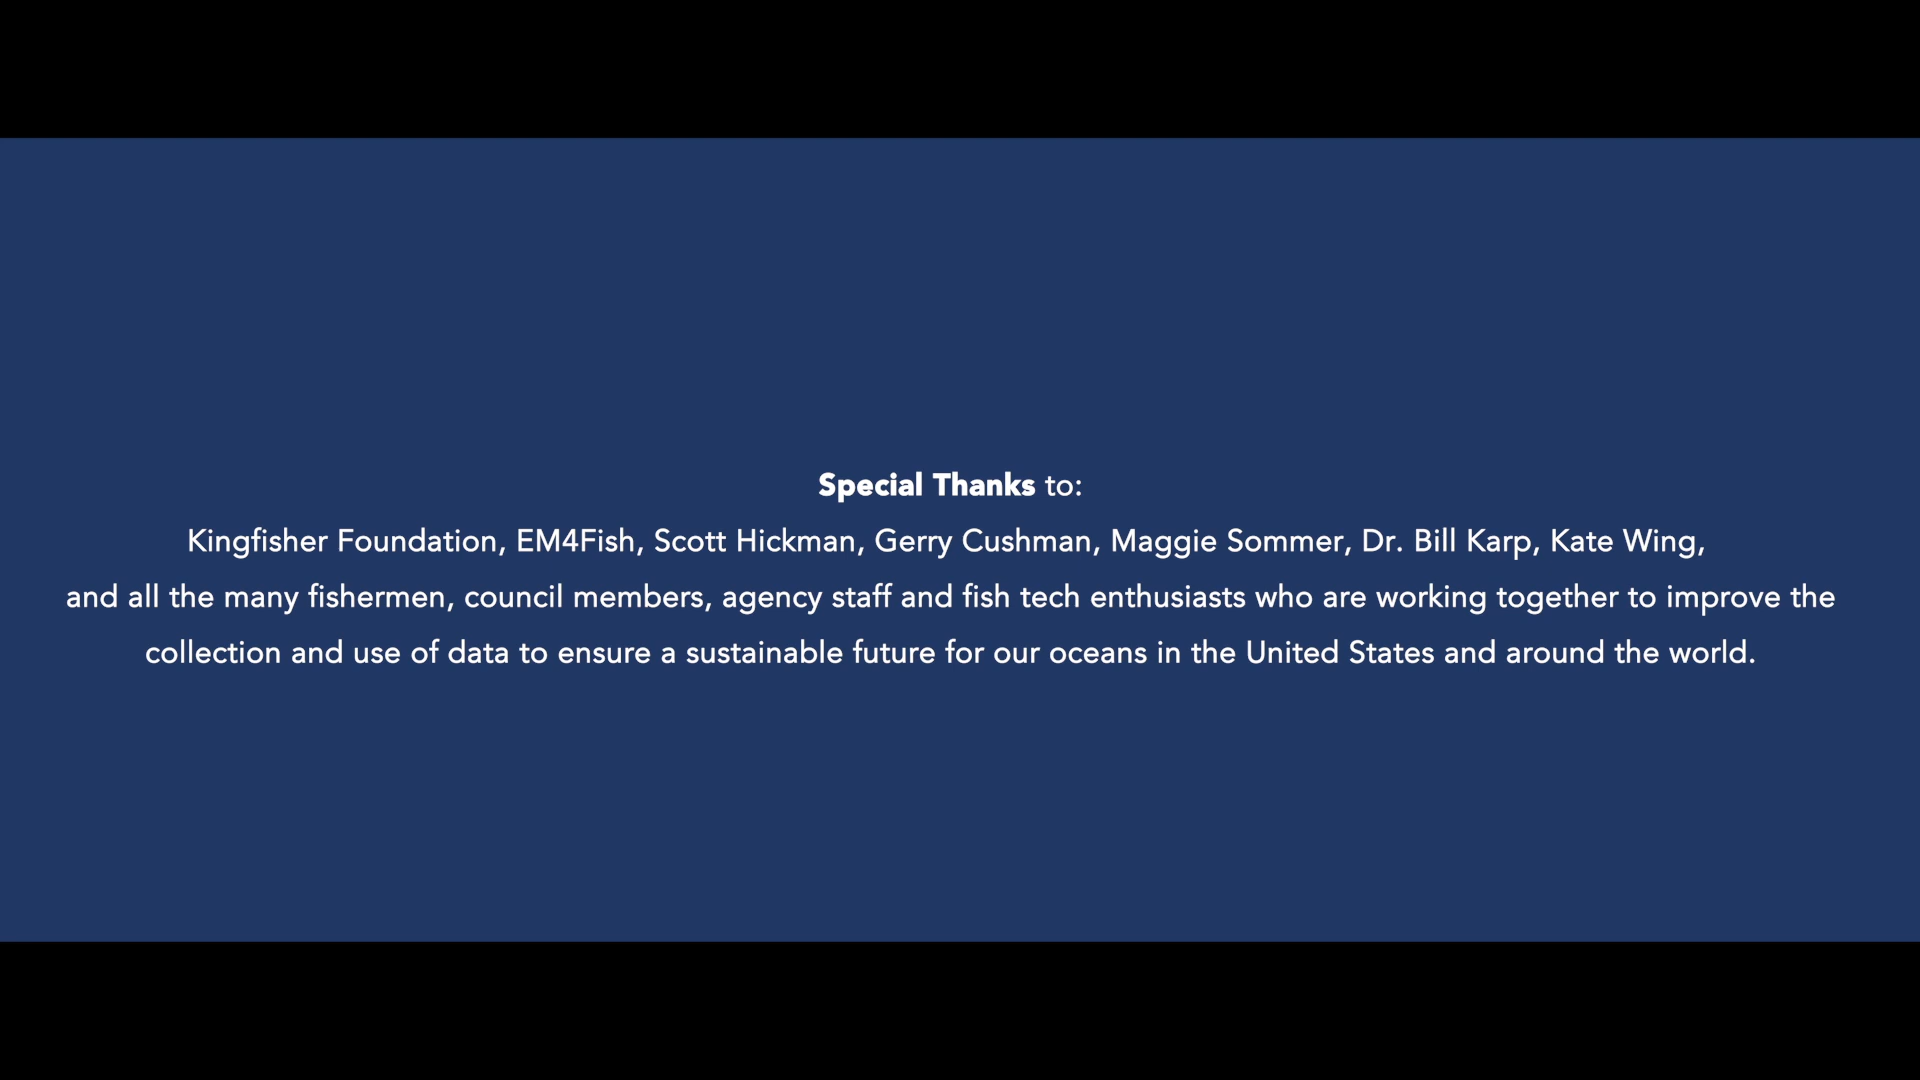 Special Thanks to:
Kingfisher Foundation, EM4Fish, Scott Hickman, Gerry Cushman, Maggie Sommer, Dr. Bill Karp, Kate Wing,
and all the many fishermen, council members, agency staff and fish tech enthusiasts who are working together to improve the
collection and use of data to ensure a sustainable future for our oceans in the United States and around the world.